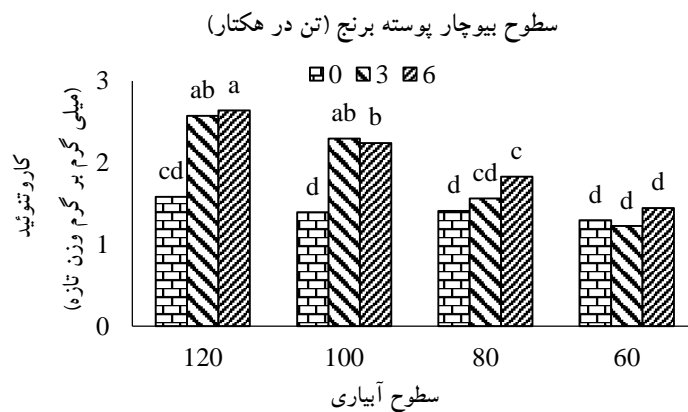 سطوح بیوچار پوسته برنج (تن در هکتار)
0 3 6
کاروتنوئید
(میلی گرم بر گرم وزن تازه)
3
2
1
0
cd ab a
d ab b
d cd c
d d d
120 100 80 60
سطوح آبیاری